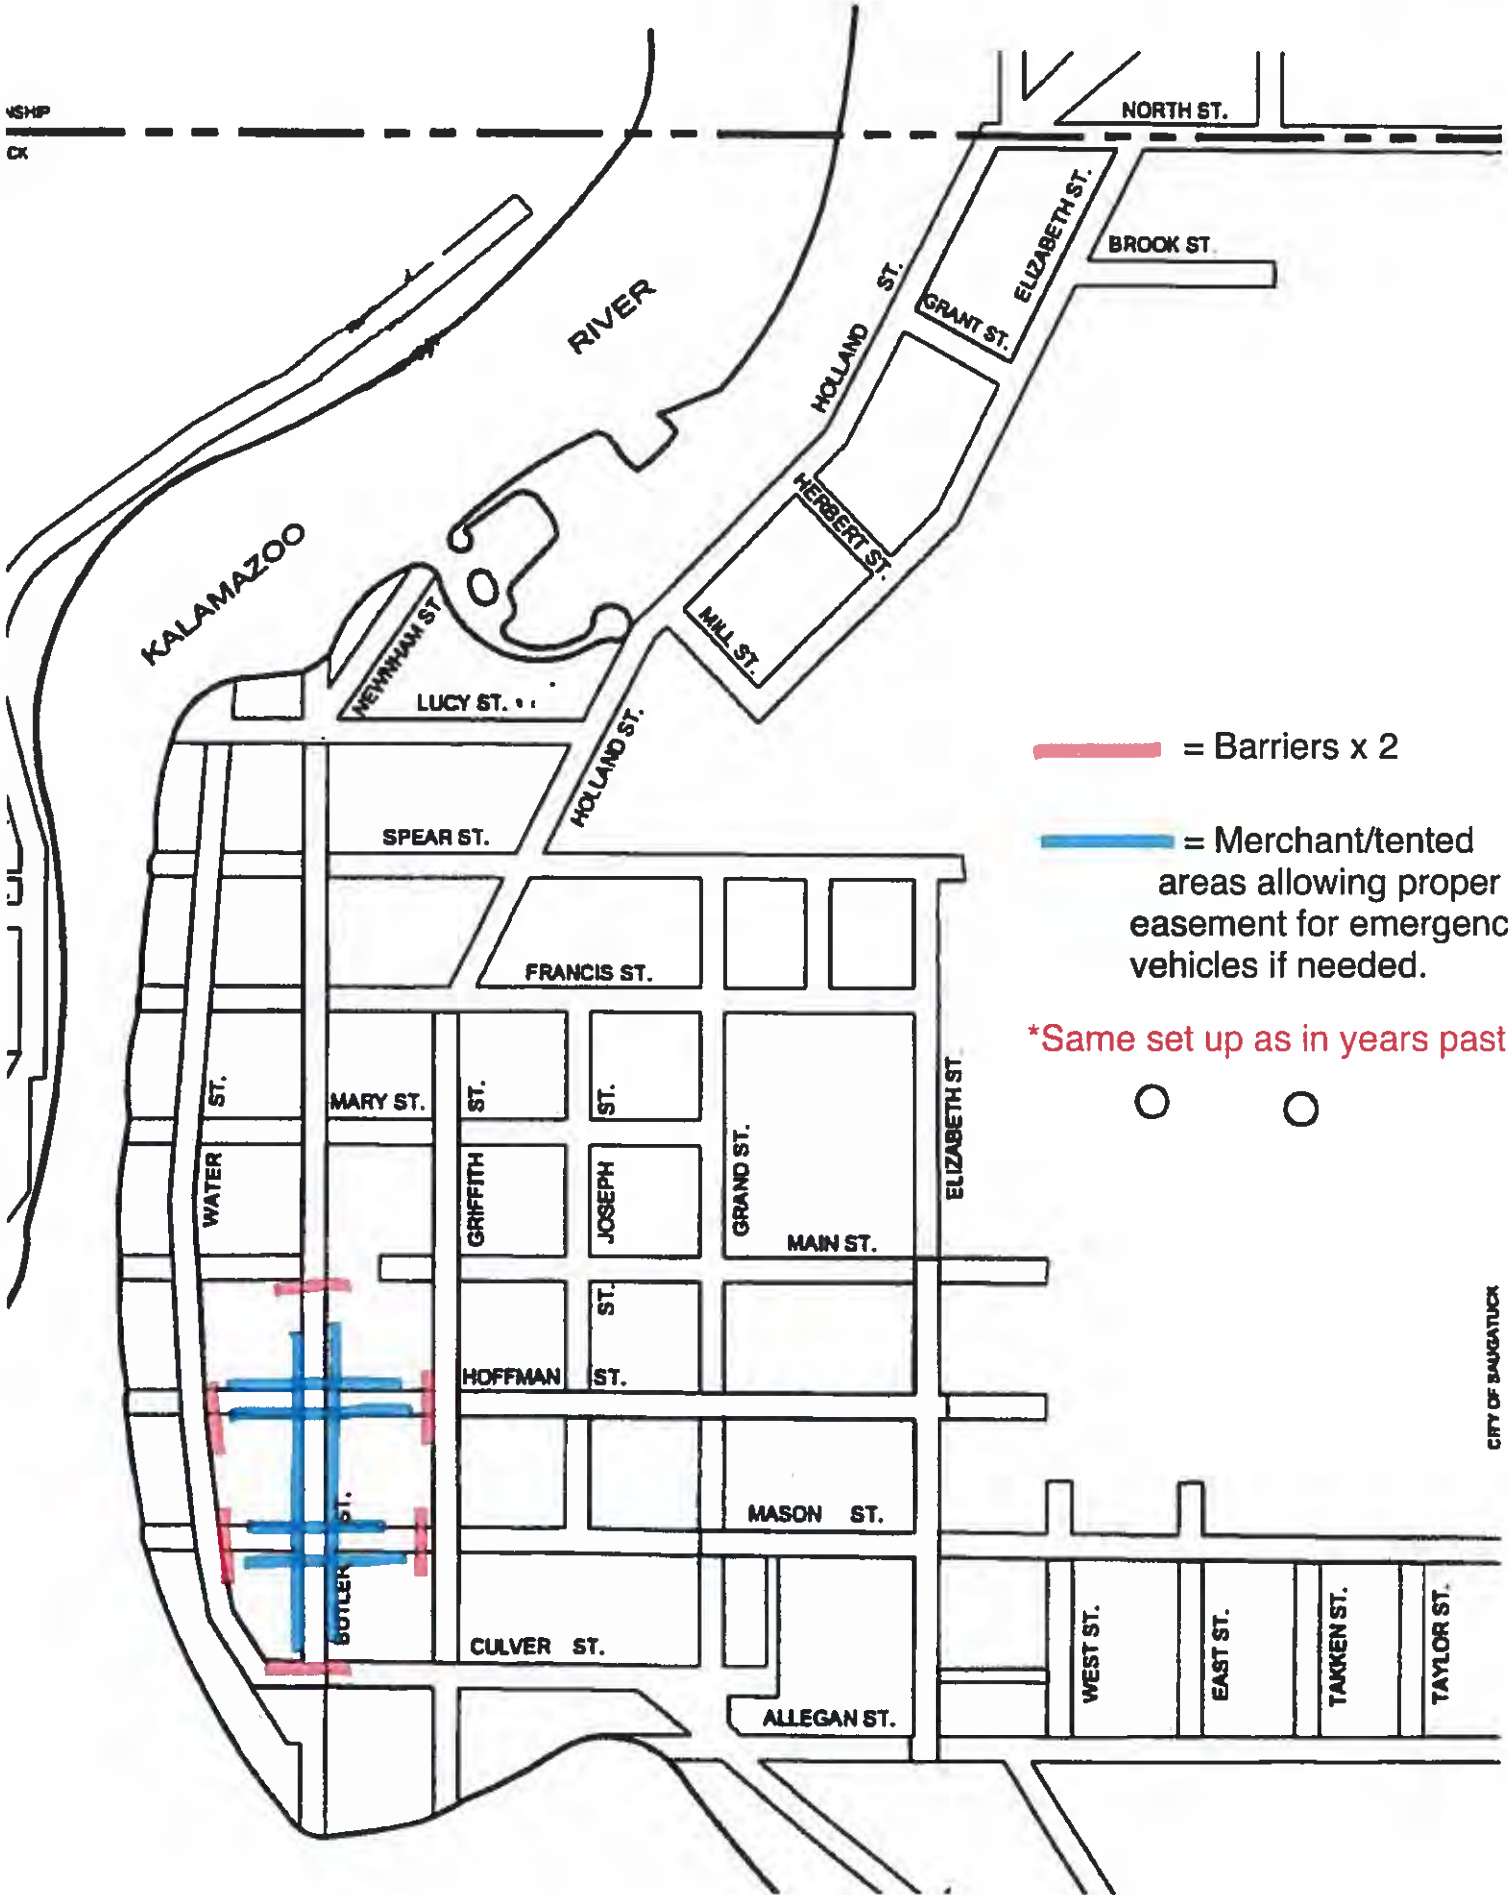 NSHIP
CK
NORTH ST.
BROOK ST.
ELIZABETH ST.
GRANT ST.
HOLLAND ST.
RIVER
HERBERT ST.
KALAMAZOO
MILL ST.
NEWNHAM ST.
LUCY ST.
HOLLAND ST.
= Barriers x 2
SPEAR ST.
= Merchant/tented
areas allowing proper
easement for emergenc
vehicles if needed.
FRANCIS ST.
*Same set up as in years past
WATER ST.
MARY ST.
GRIFFITH ST.
JOSEPH ST.
GRAND ST.
ELIZABETH ST.
MAIN ST.
ST.
HOFFMAN ST.
CITY OF SAUGATUCK
BUTLER ST.
MASON ST.
CULVER ST.
WEST ST.
EAST ST.
TAKKEN ST.
TAYLOR ST.
ALLEGAN ST.